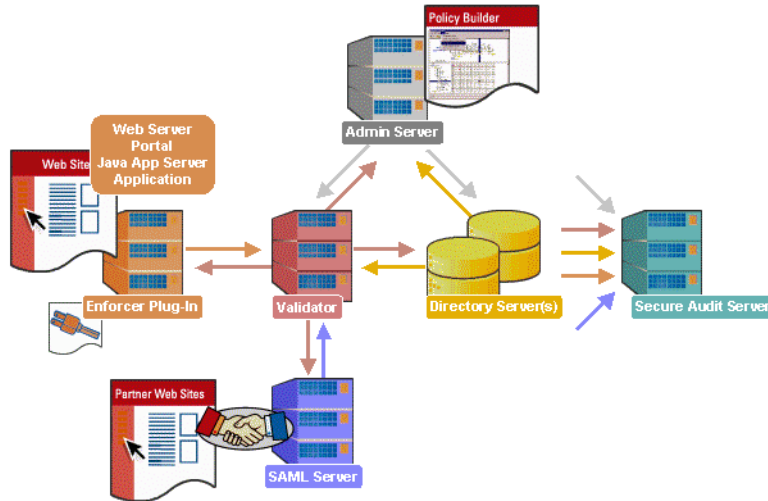 Policy Builder
Admin Server
Web Server
Portal
Java App Server
Application
Web Sites
Enforcer Plug-In
Validator
Directory Server(s)
Secure Audit Server
Partner Web Sites
SAML Server